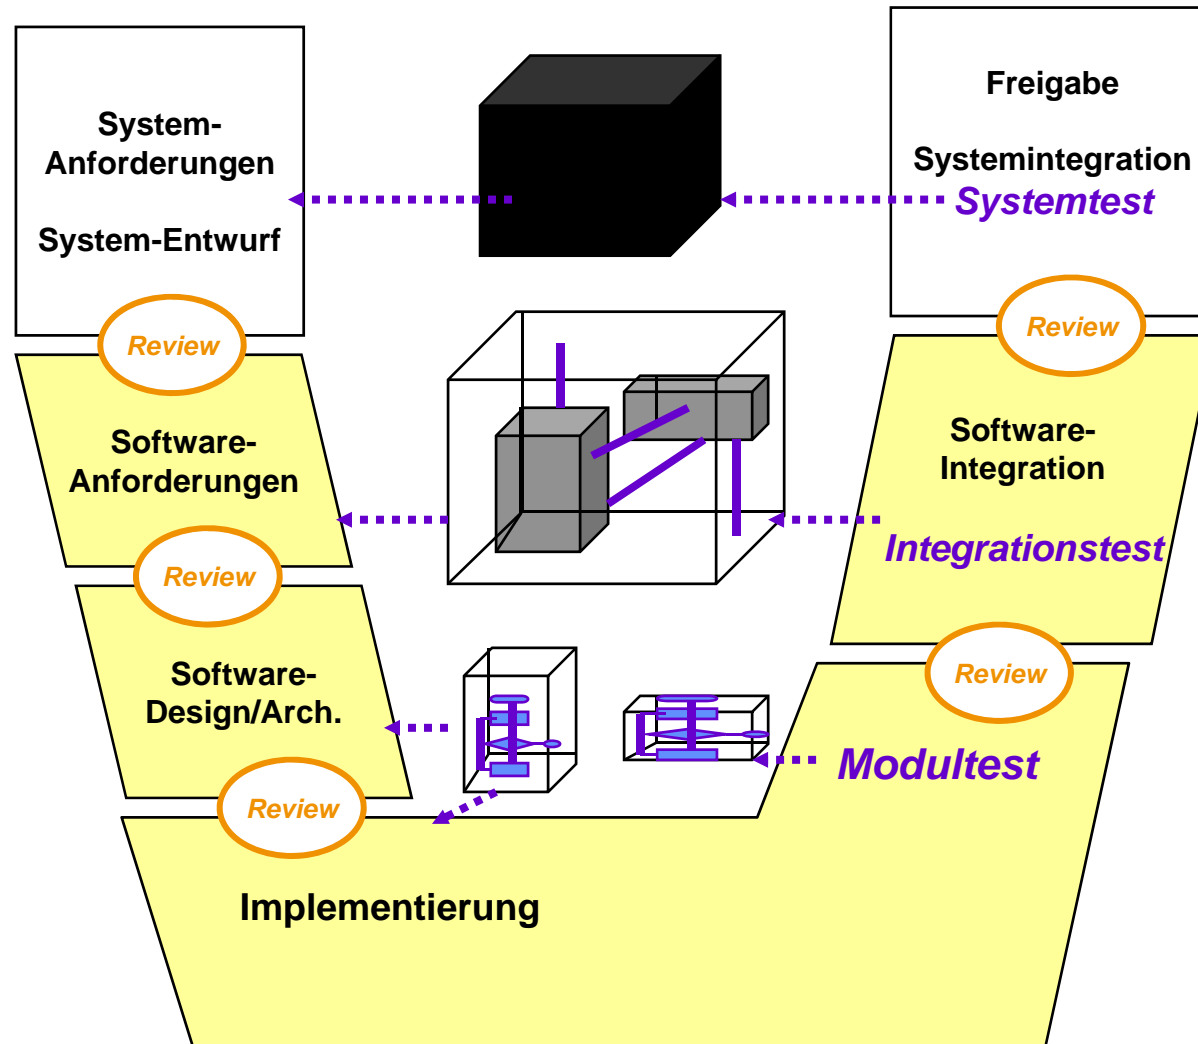 System-
Anforderungen
System-Entwurf
Review
Software-
Anforderungen
Review
Software-
Design/Arch.
Review
Implementierung
Freigabe
Systemintegration
Systemtest
Review
Software-
Integration
Integrationstest
Review
Modultest